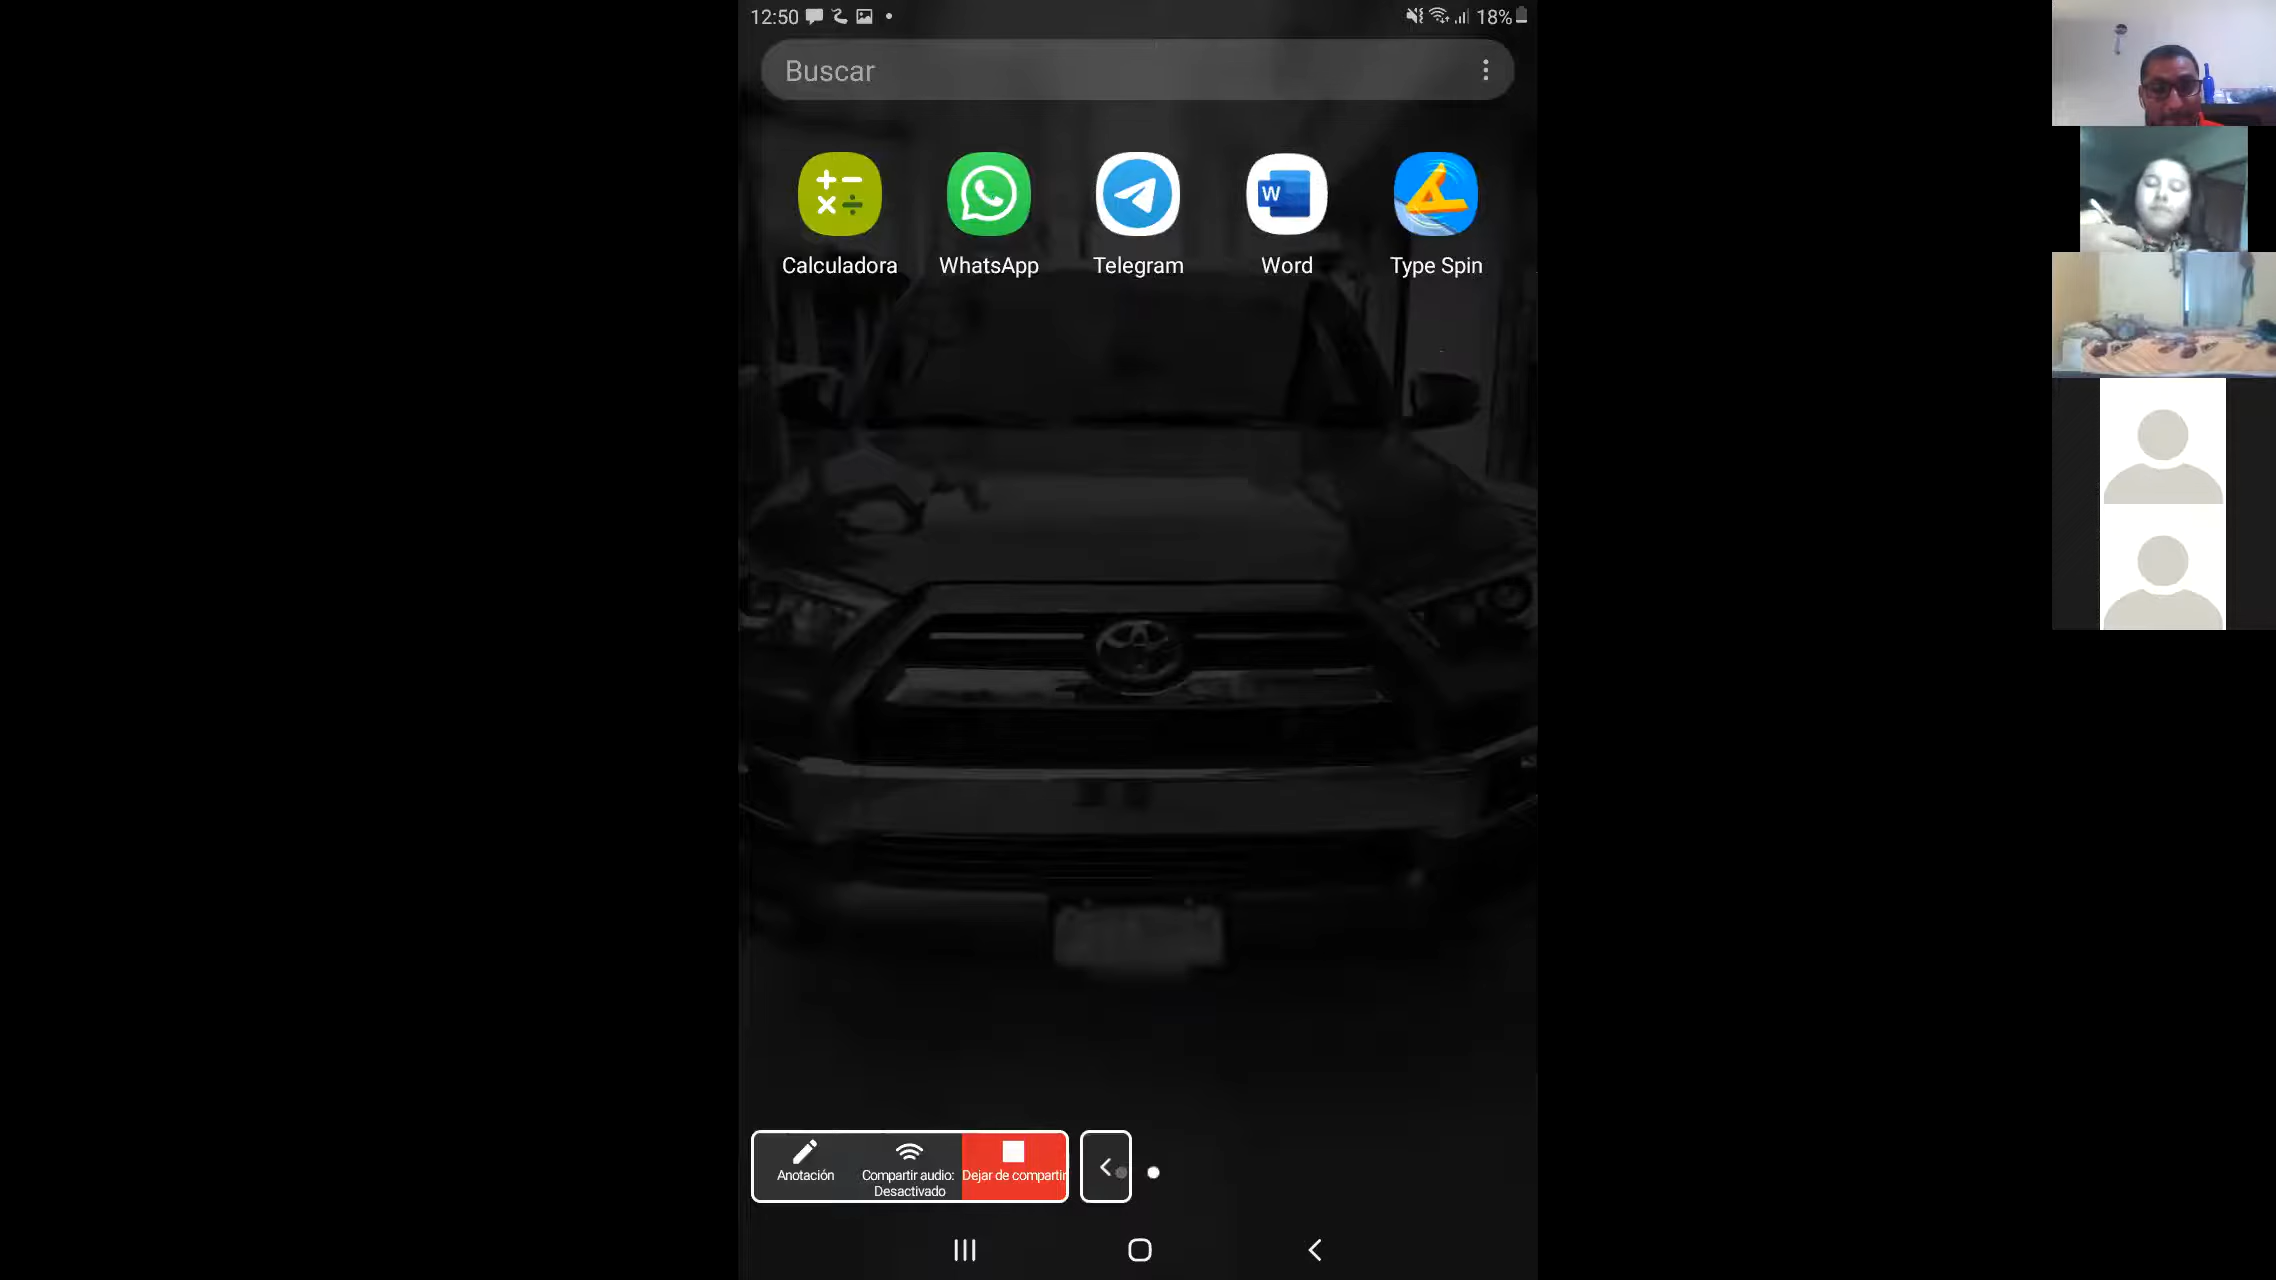 12:50
18%
Buscar
Calculadora WhatsApp Telegram Word Type Spin
W
Anotación
Compartir audio:
Desactivado
Dejar de compartir